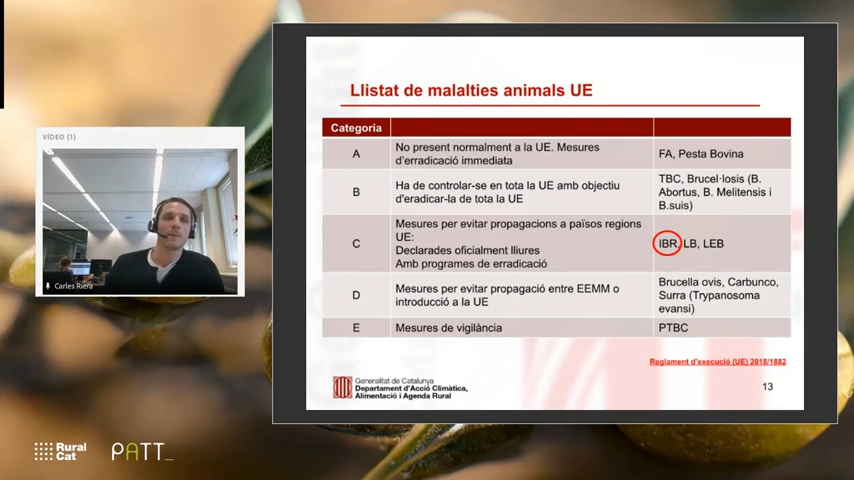 VÍDEO (1)
Carles Riera
Llistat de malalties animals UE
Categoria
A
No present normalment a la UE. Mesures
d'erradicació immediata
FA, Pesta Bovina
B
Ha de controlar-se en tota la UE amb objectiu
d'eradicar-la de tota la UE
TBC, Brucel·losis (B.
Abortus, B. Melitensis i
B.suis)
C
Mesures per evitar propagacions a països regions
UE:
Declarades oficialment lliures
Amb programes de erradicació
IBR, LB, LEB
D
Mesures per evitar propagació entre EEMM o
introducció a la UE
Brucella ovis, Carbunco,
Surra (Trypanosoma
evansi)
E
Mesures de vigilància
PTBC
Reglament d'execució (UE) 2018/1882
Generalitat de Catalunya
Departament d'Acció Climàtica,
Alimentació i Agenda Rural
13
Rural
Cat
PATT_